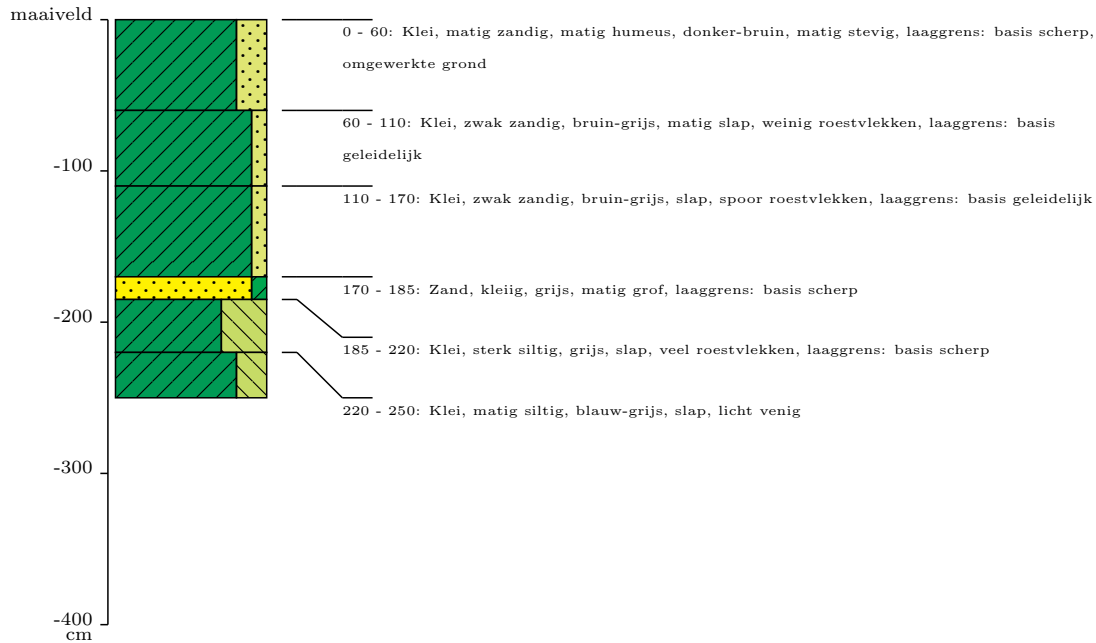 maaiveld
0 - 60: Klei, matig zandig, matig humeus, donker-bruin, matig stevig, laaggrens: basis scherp,
omgewerkte grond
60 - 110: Klei, zwak zandig, bruin-grijs, matig slap, weinig roestvlekken, laaggrens: basis
geleidelijk
-100
110 - 170: Klei, zwak zandig, bruin-grijs, slap, spoor roestvlekken, laaggrens: basis geleidelijk
170 - 185: Zand, kleiig, grijs, matig grof, laaggrens: basis scherp
-200
185 - 220: Klei, sterk siltig, grijs, slap, veel roestvlekken, laaggrens: basis scherp
220 - 250: Klei, matig siltig, blauw-grijs, slap, licht venig
-300
-400
cm